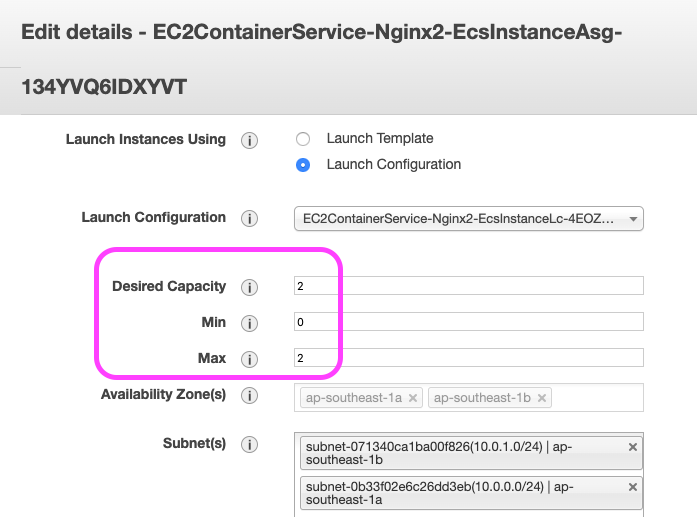 Edit details - EC2ContainerService-Nginx2-EcsInstanceAsg-
134YVQ6IDXYVT
Launch Instances Using i Launch Template
Launch Configuration
Launch Configuration i EC2ContainerService-Nginx2-EcsInstanceLc-4EOZ...
Desired Capacity i 2
Min i 0
Max i 2
Availability Zone(s) i ap-southeast-1a × ap-southeast-1b ×
Subnet(s) i subnet-071340ca1ba00f826(10.0.1.0/24) | ap- ×
southeast-1b
subnet-0b33f02e6c26dd3eb(10.0.0.0/24) | ap- ×
southeast-1a